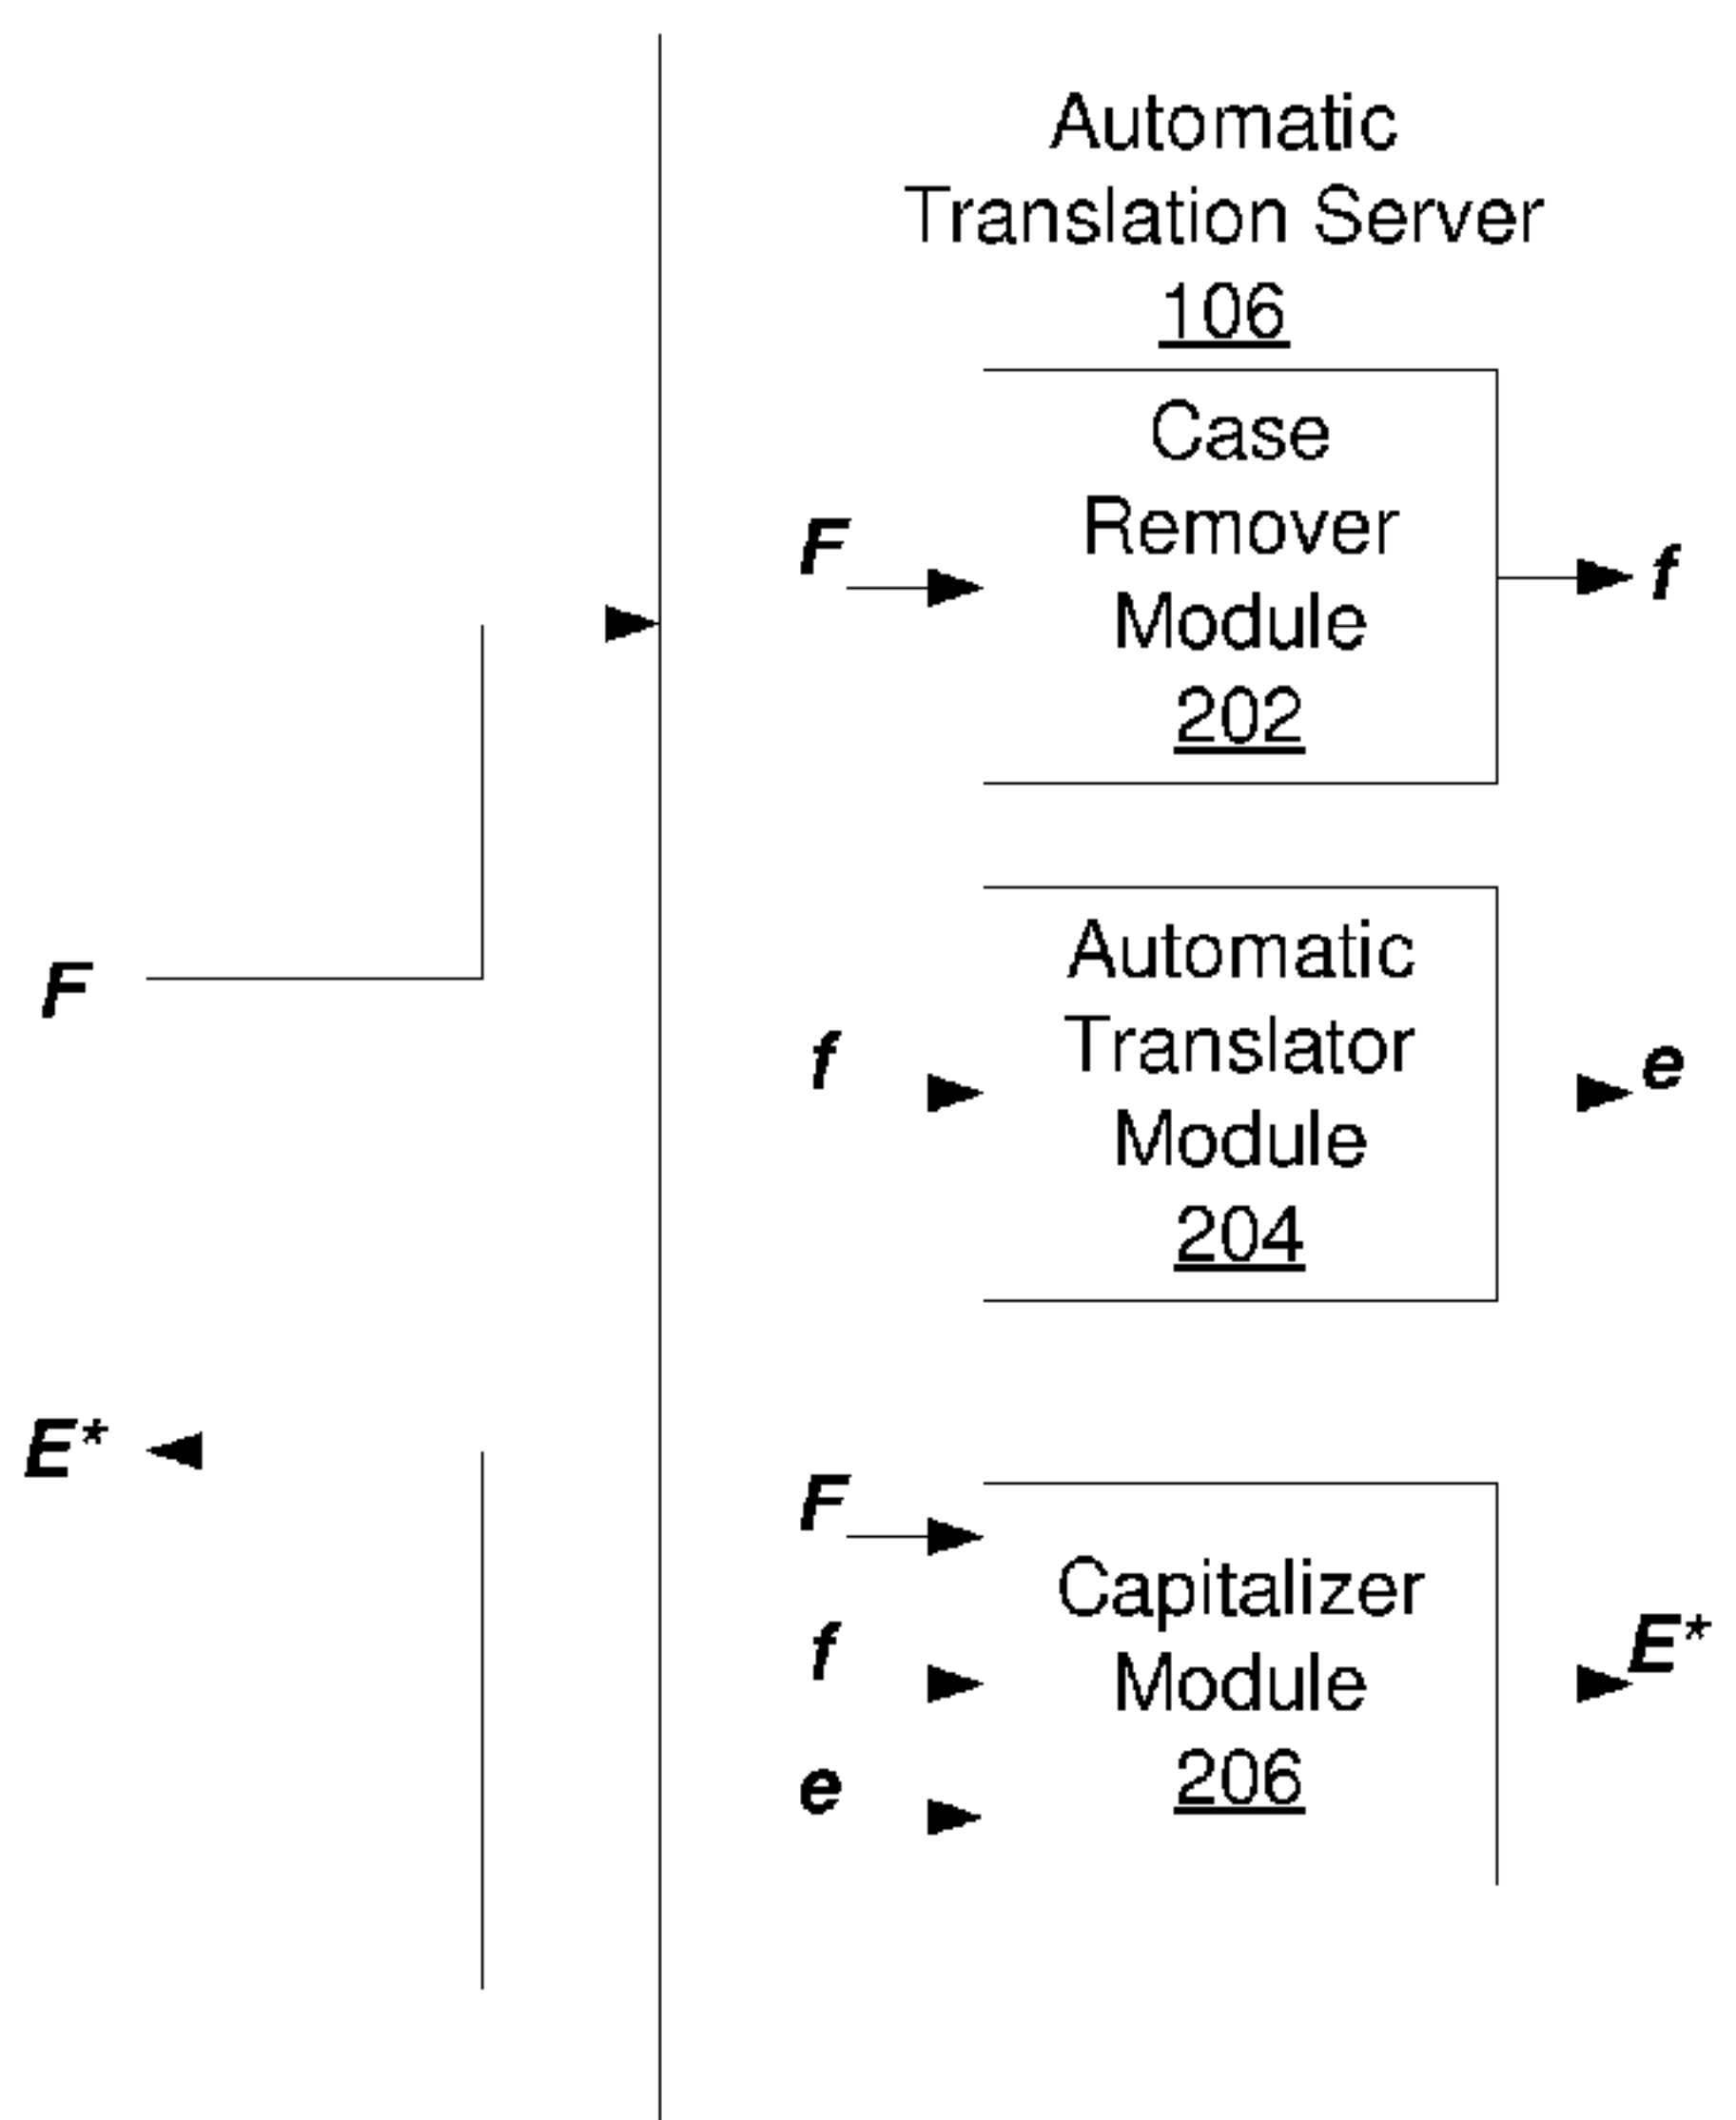 Automatic
Translation Server
106
Case
Remover
Module
202
F
f
F
Automatic
Translator
Module
204
f
e
E*
F
f
e
Capitalizer
Module
206
E*